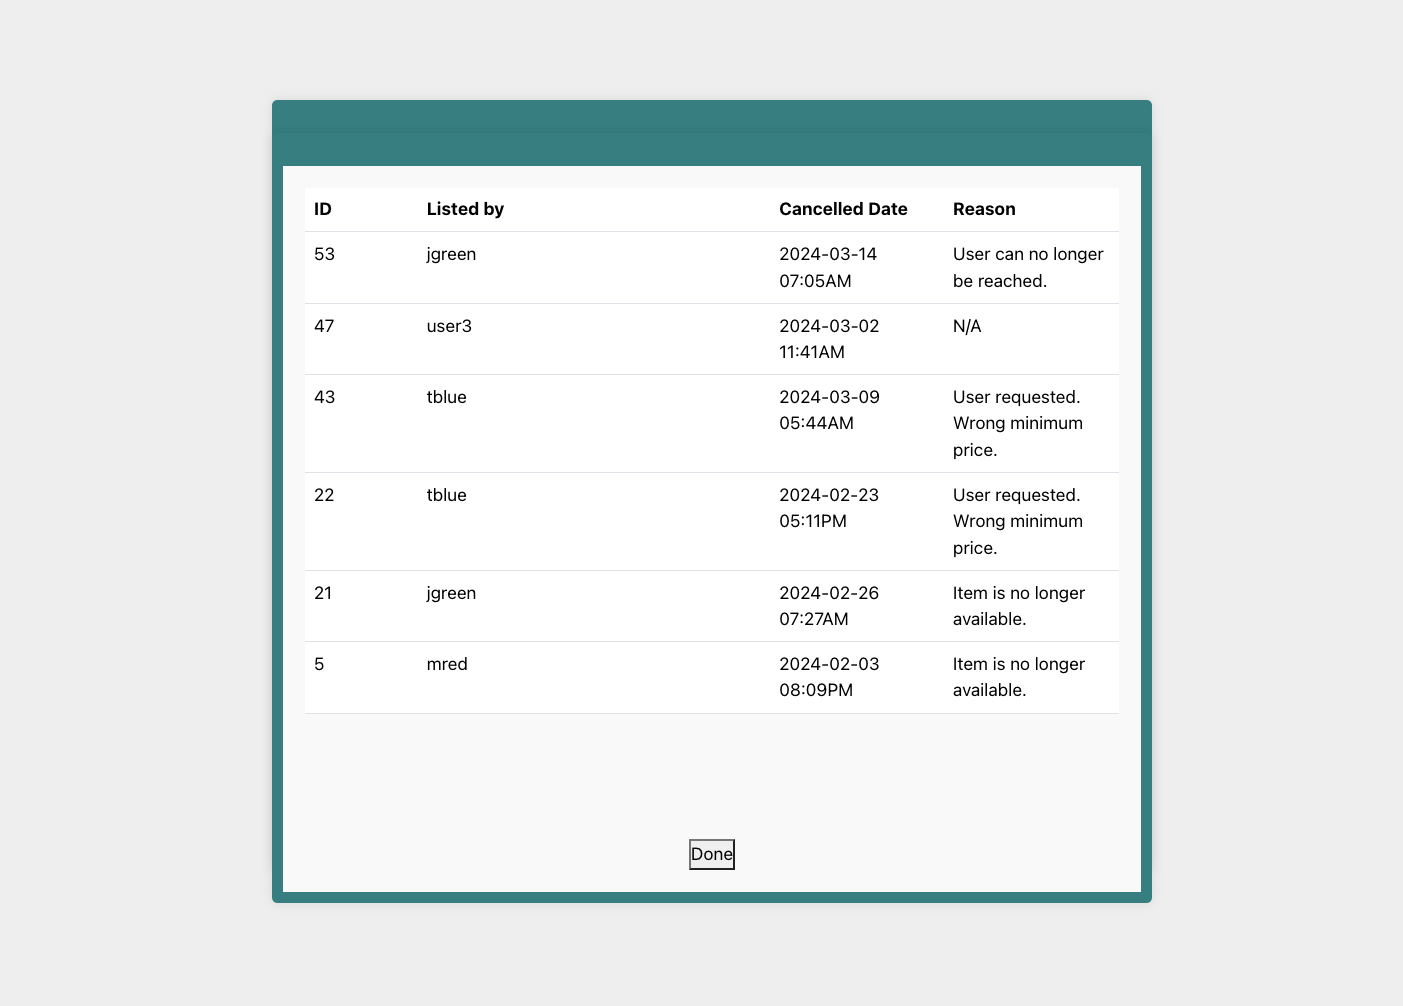 ID Listed by Cancelled Date Reason
53 jgreen 2024-03-14 User can no longer
07:05AM be reached.
47 user3 2024-03-02 N/A
11:41AM
43 tblue 2024-03-09 User requested.
05:44AM Wrong minimum
price.
22 tblue 2024-02-23 User requested.
05:11PM Wrong minimum
price.
21 jgreen 2024-02-26 Item is no longer
07:27AM available.
5 mred 2024-02-03 Item is no longer
08:09PM available.
Done